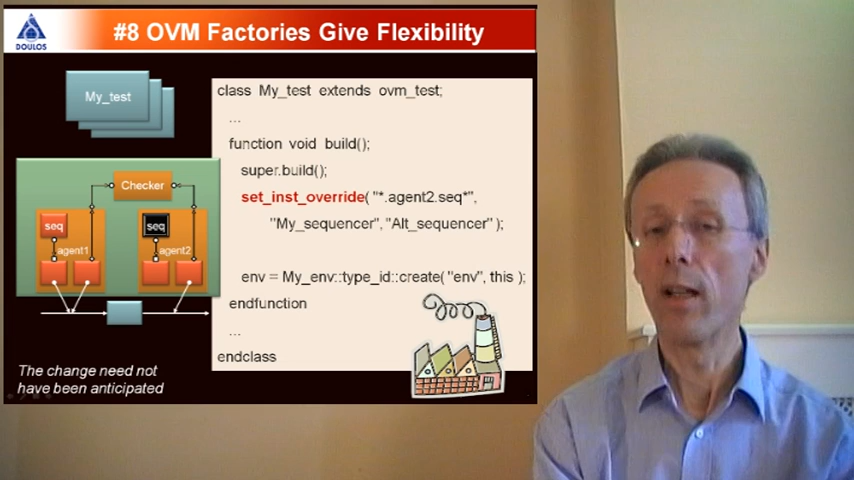 #8 OVM Factories Give Flexibility
DOULOS
My_test
class My_test extends ovm_test;
...
function void build();
super.build();
set_inst_override( "*.agent2.seq*",
"My_sequencer", "Alt_sequencer" );
env = My_env::type_id::create( "env", this );
endfunction
...
endclass
Checker
seq
seq
agent1
agent2
The change need not
have been anticipated